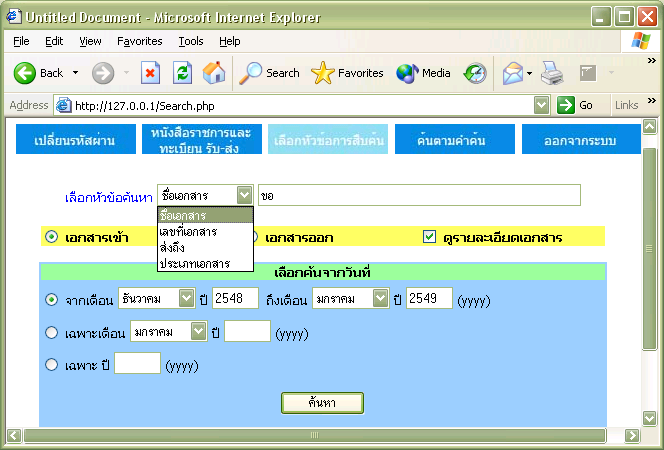 Untitled Document - Microsoft Internet Explorer
File Edit View Favorites Tools Help
Back Search Favorites Media
Address http://127.0.0.1/Search.php Go Links
เปลี่ยนรหัสผ่าน
หนังสือราชการและ
ทะเบียน รับ-ส่ง
เลือกหัวข้อการสืบค้น
ค้นตามคำค้น
ออกจากระบบ
เลือกหัวข้อค้นหา ชื่อเอกสาร ขอ
ชื่อเอกสาร
เลขที่เอกสาร
ส่งถึง
ประเภทเอกสาร
เอกสารเข้า เอกสารออก ดูรายละเอียดเอกสาร
เลือกค้นจากวันที่
จากเดือน ธันวาคม ปี 2548 ถึงเดือน มกราคม ปี 2549 (yyyy)
เฉพาะเดือน มกราคม ปี (yyyy)
เฉพาะ ปี (yyyy)
ค้นหา